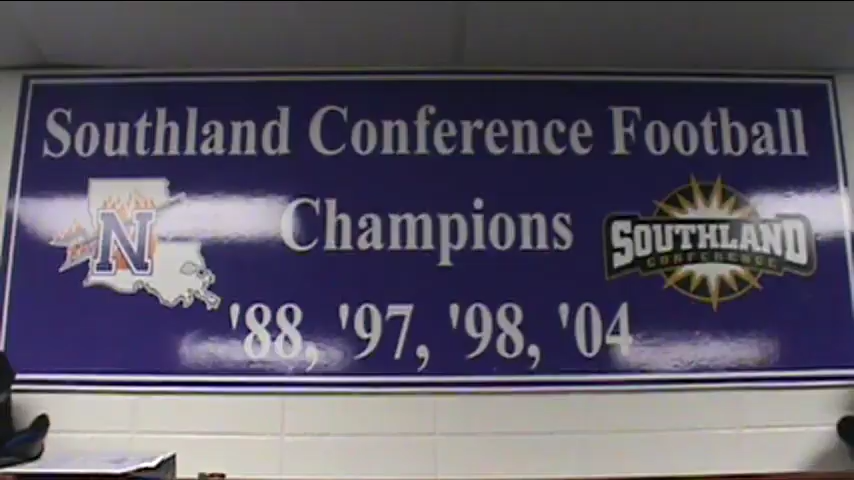 Southland Conference Football
Champions
N
SOUTHLAND
CONFERENCE
'88, '97, '98, '04